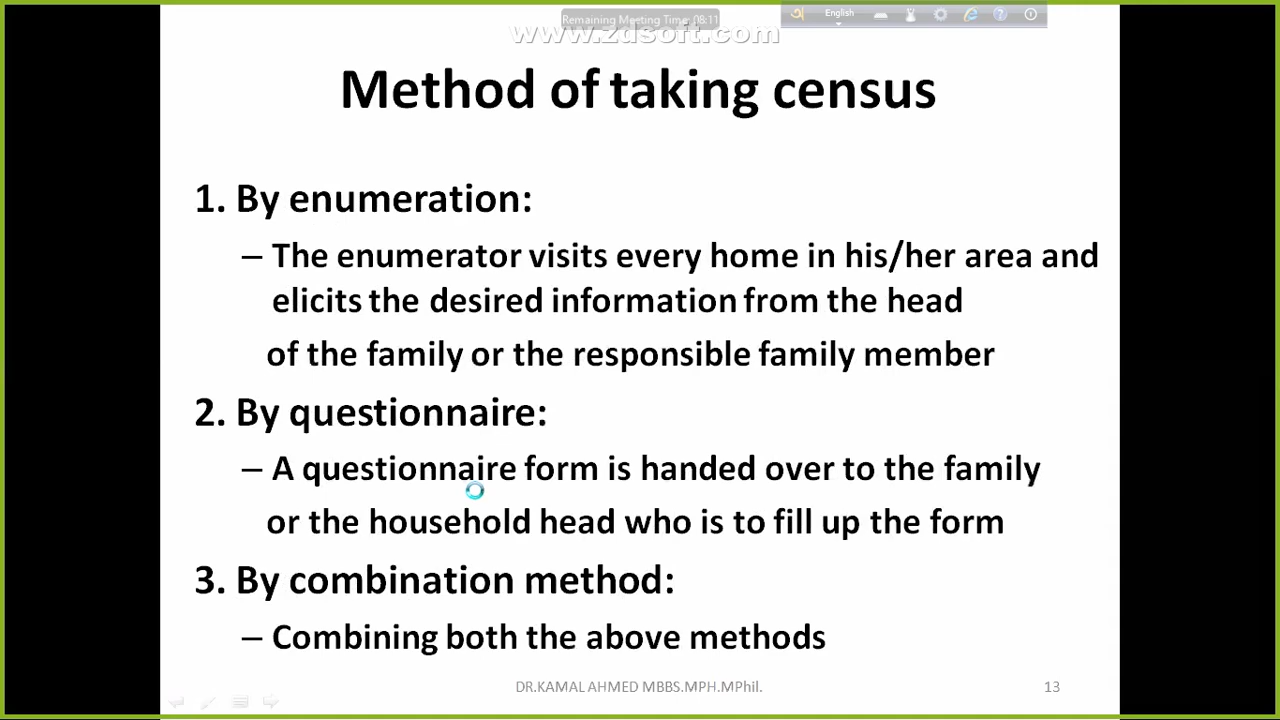 Remaining Meeting Time: 08:11
English
www.zdsoft.com
Method of taking census
1. By enumeration:
– The enumerator visits every home in his/her area and
elicits the desired information from the head
of the family or the responsible family member
2. By questionnaire:
– A questionnaire form is handed over to the family
or the household head who is to fill up the form
3. By combination method:
– Combining both the above methods
DR.KAMAL AHMED MBBS.MPH.MPhil.
13